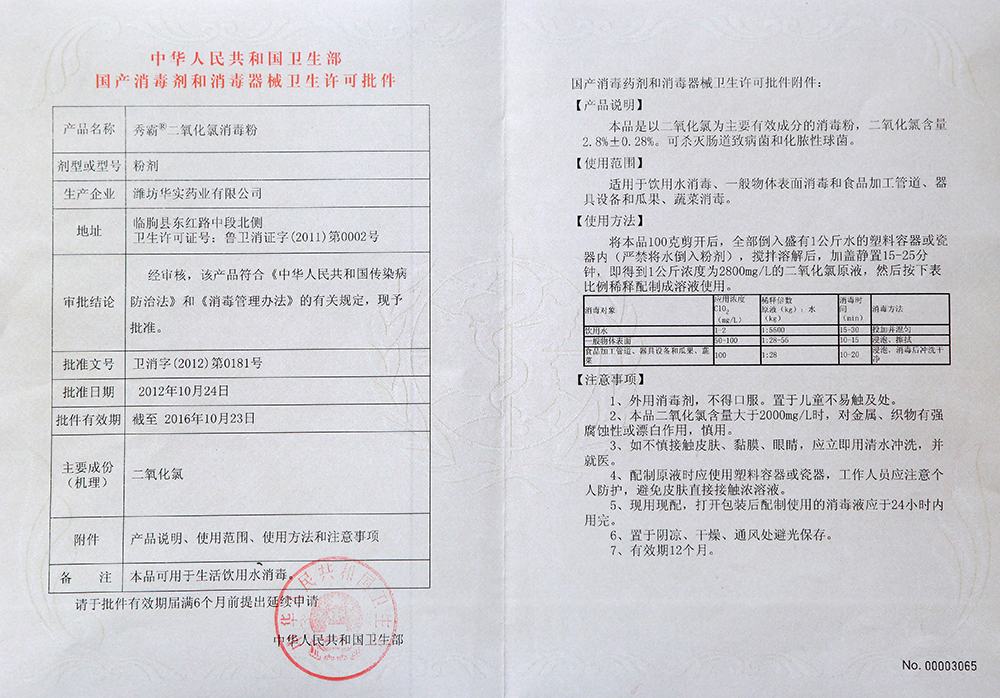 中华人民共和国卫生部
国产消毒剂和消毒器械卫生许可批件
产品名称 秀霸®二氧化氯消毒粉
剂型或型号 粉剂
生产企业 潍坊华实药业有限公司
地址 临朐县东红路中段北侧
卫生许可证号：鲁卫消证字(2011)第0002号
审批结论 经审核，该产品符合《中华人民共和国传染病
防治法》和《消毒管理办法》的有关规定，现予
批准。
批准文号 卫消字(2012)第0181号
批准日期 2012年10月24日
批件有效期 截至 2016年10月23日
主要成份
（机理） 二氧化氯
附件 产品说明、使用范围、使用方法和注意事项
备 注 本品可用于生活饮用水消毒。
请于批件有效期届满6个月前提出延续申请
中华人民共和国卫生部
国产消毒药剂和消毒器械卫生许可批件附件：
【产品说明】
本品是以二氧化氯为主要有效成分的消毒粉，二氧化氯含量
2.8%±0.28%。可杀灭肠道致病菌和化脓性球菌。
【使用范围】
适用于饮用水消毒、一般物体表面消毒和食品加工管道、器
具设备和瓜果、蔬菜消毒。
【使用方法】
将本品100克剪开后，全部倒入盛有1公斤水的塑料容器或瓷
器内（严禁将水倒入粉剂），搅拌溶解后，加盖静置15-25分
钟，即得到1公斤浓度为2800mg/L的二氧化氯原液，然后按下表
比例稀释配制成溶液使用。
消毒对象 应用浓度 ClO2 (mg/L) 稀释倍数 原液（kg）：水（kg） 消毒时间（min） 消毒方法
饮用水 1-2 1:5600 15-30 投加并混匀
一般物体表面 50-100 1:28-56 10-15 浸泡、擦拭
食品加工管道、器具设备和瓜果、蔬菜 100 1:28 10-20 浸泡，消毒后冲洗干净
【注意事项】
1、外用消毒剂，不得口服。置于儿童不易触及处。
2、本品二氧化氯含量大于2000mg/L时，对金属、织物有强
腐蚀性或漂白作用，慎用。
3、如不慎接触皮肤、黏膜、眼睛，应立即用清水冲洗，并
就医。
4、配制原液时应使用塑料容器或瓷器，工作人员应注意个
人防护，避免皮肤直接接触浓溶液。
5、现用现配，打开包装后配制使用的消毒液应于24小时内
用完。
6、置于阴凉、干燥、通风处避光保存。
7、有效期12个月。
No. 00003065